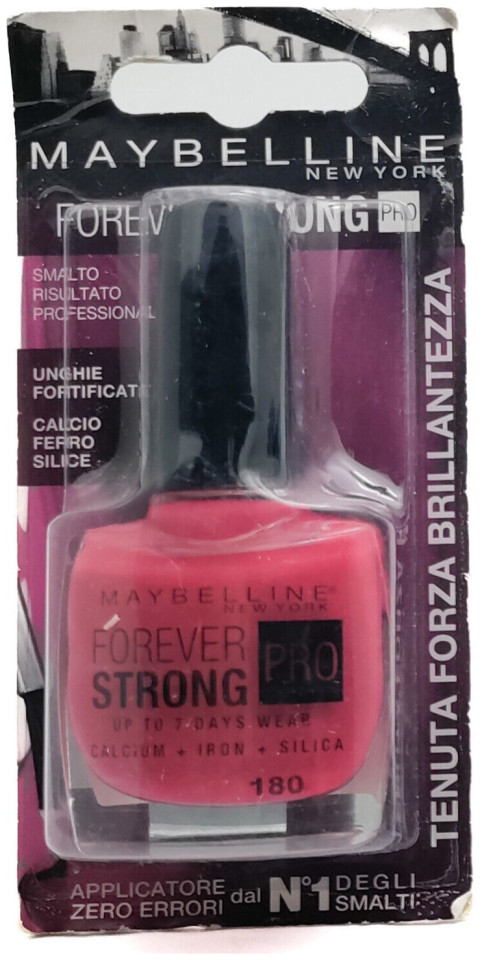 MAYBELLINE
NEW YORK
FOREV ONG PRO
SMALTO
RISULTATO
PROFESSIONAL
UNGHIE
FORTIFICATE
CALCIO
FERRO
SILICE
TENUTA FORZA BRILLANTEZZA
MAYBELLINE
NEW YORK
FOREVER
STRONG PRO
UP TO 7 DAYS WEAR
CALCIUM + IRON + SILICA
180
APPLICATORE
ZERO ERRORI dal N°1 DEGLI
SMALTI